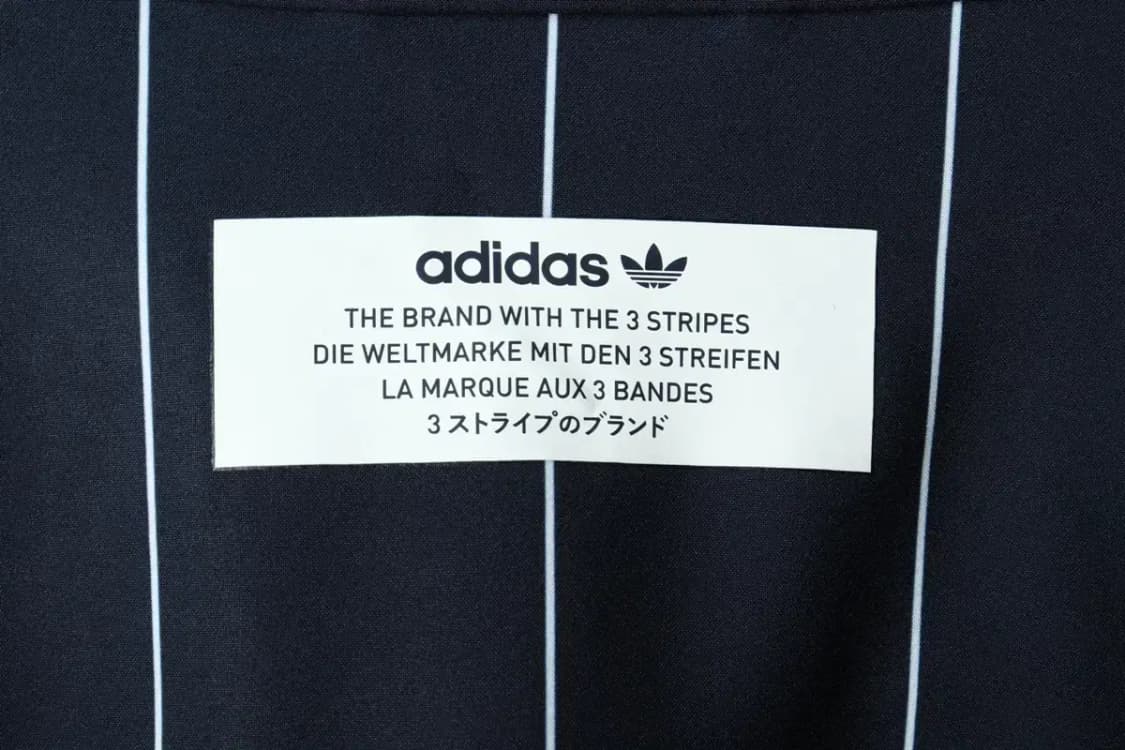 adidas
THE BRAND WITH THE 3 STRIPES
DIE WELTMARKE MIT DEN 3 STREIFEN
LA MARQUE AUX 3 BANDES
3 ストライプのブランド